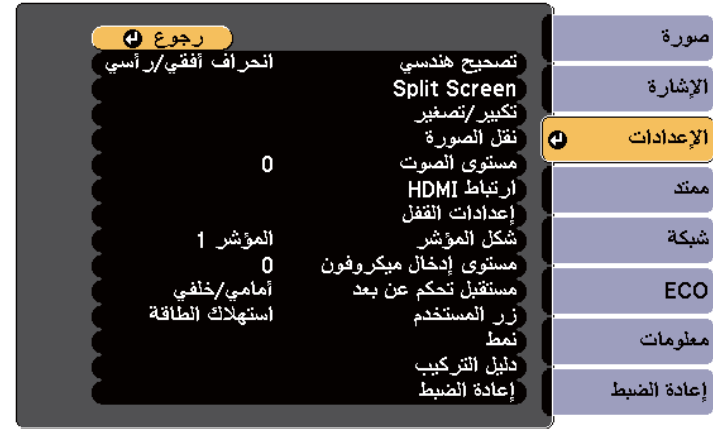 صورة
الإشارة
الإعدادات
ممتد
شبكة
ECO
معلومات
إعادة الضبط
رجوع
تصحيح هندسي انحراف أفقي/رأسي
Split Screen
تكبير/تصغير
نقل الصورة
مستوى الصوت 0
ارتباط HDMI
إعدادات القفل
شكل المؤشر المؤشر 1
مستوى إدخال ميكروفون 0
مستقبل تحكم عن بعد أمامي/خلفي
زر المستخدم استهلاك الطاقة
نمط
دليل التركيب
إعادة الضبط